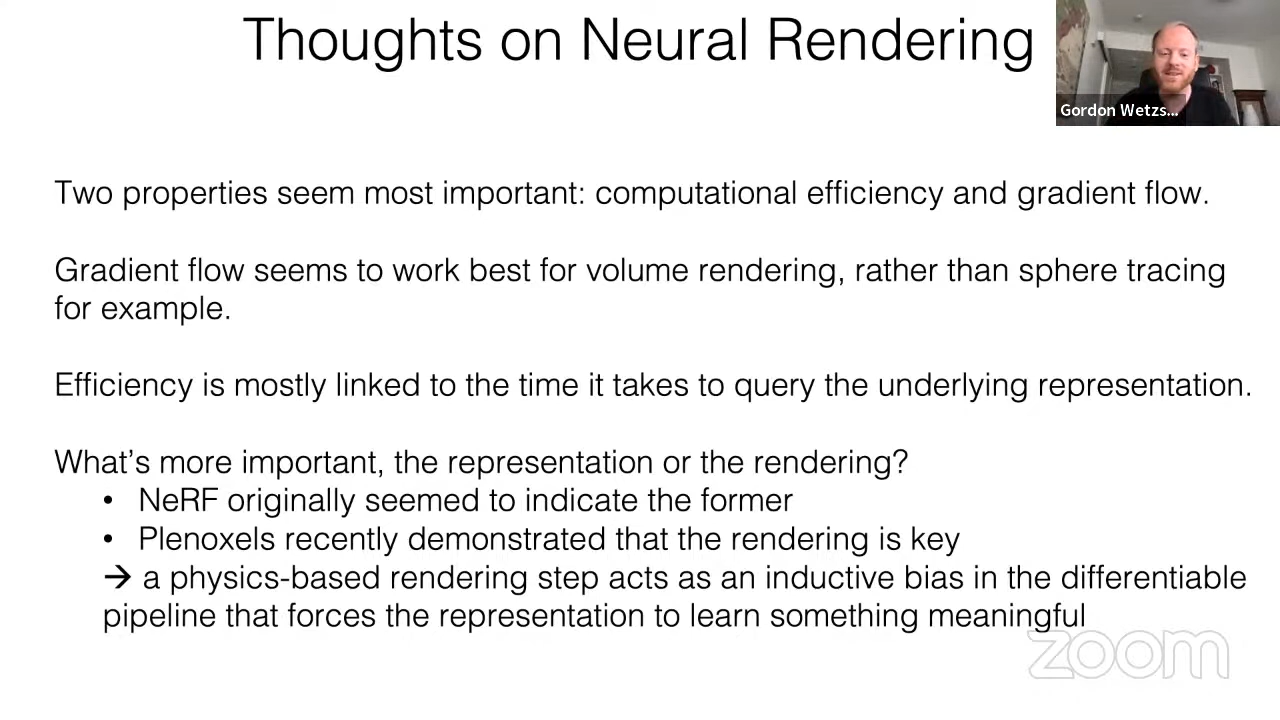 Thoughts on Neural Rendering
Gordon Wetzs...
Two properties seem most important: computational efficiency and gradient flow.
Gradient flow seems to work best for volume rendering, rather than sphere tracing
for example.
Efficiency is mostly linked to the time it takes to query the underlying representation.
What's more important, the representation or the rendering?
• NeRF originally seemed to indicate the former
• Plenoxels recently demonstrated that the rendering is key
→ a physics-based rendering step acts as an inductive bias in the differentiable
pipeline that forces the representation to learn something meaningful
zoom